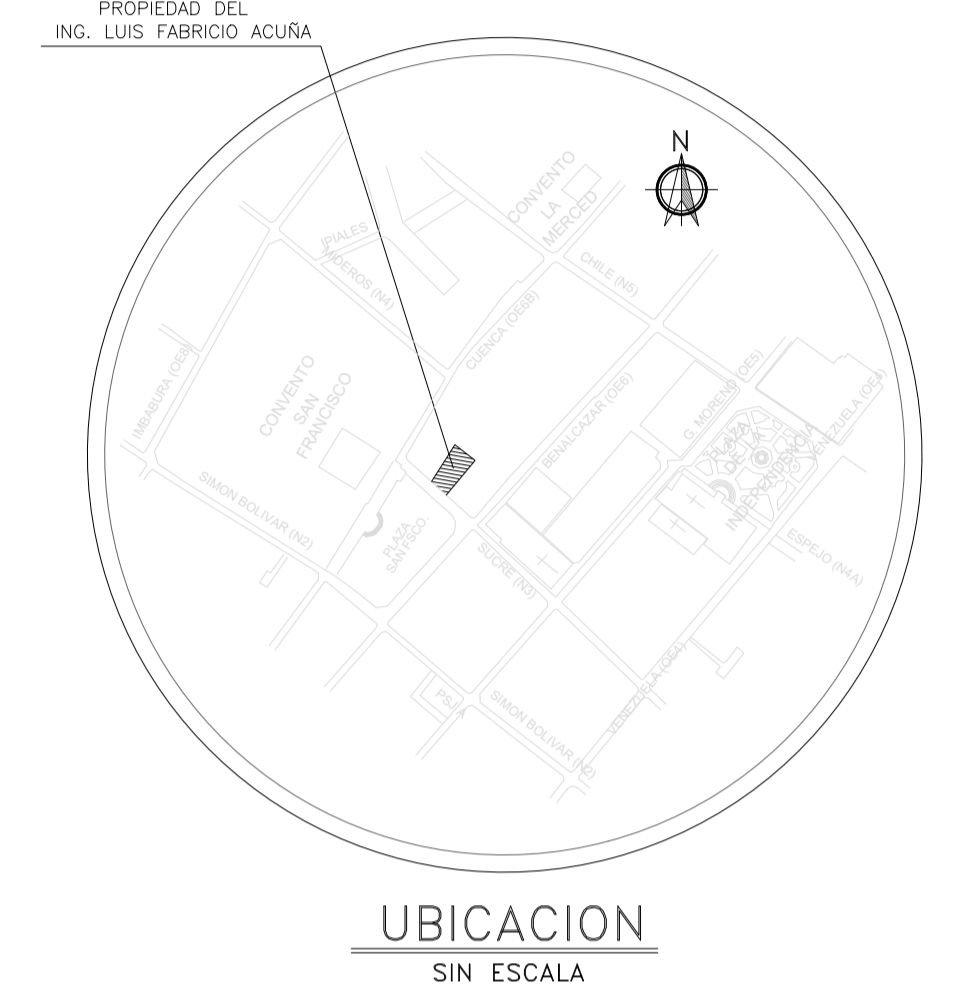 PROPIEDAD DEL
ING. LUIS FABRICIO ACUÑA
N
CONVENTO
LA
MERCED
IPIALES
MIDEROS (N4)
CHILE (N5)
CUENCA (OE6B)
IMBABURA (OE8)
CONVENTO
SAN
FRANCISCO
BENALCAZAR (OE6)
G. MORENO (OE5)
VENEZUELA (OE4)
PLAZA
DE LA
INDEPENDENCIA
SIMON BOLIVAR (N2)
PLAZA
SAN FSCO.
SUCRE (N3)
ESPEJO (N4A)
VENEZUELA (OE4)
PSJ
SIMON BOLIVAR (N2)
UBICACION
SIN ESCALA